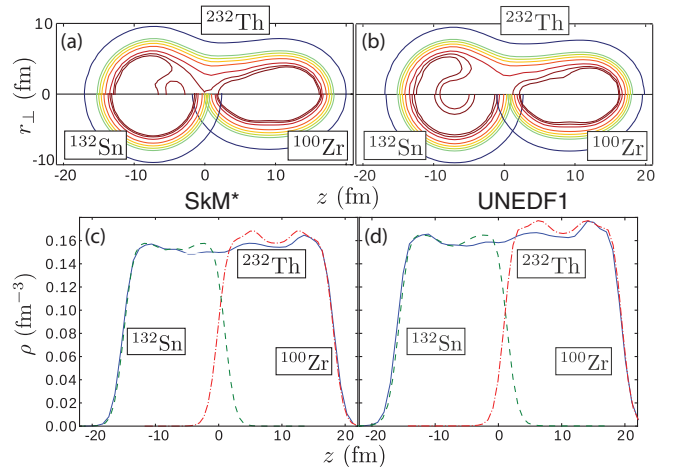 (a) ²³²Th (b) ²³²Th
10
5
0
-5
-10
r⊥ (fm)
¹³²Sn ¹⁰⁰Zr ¹³²Sn ¹⁰⁰Zr
-20 -10 0 10 20 -20 -10 0 10 20
z (fm)
SkM* UNEDF1
(c) (d)
0.16
0.14
0.12
0.10
0.08
0.06
0.04
0.02
0.00
ρ (fm⁻³)
²³²Th ²³²Th
¹³²Sn ¹⁰⁰Zr ¹³²Sn ¹⁰⁰Zr
-20 -10 0 10 20 -20 -10 0 10 20
z (fm)